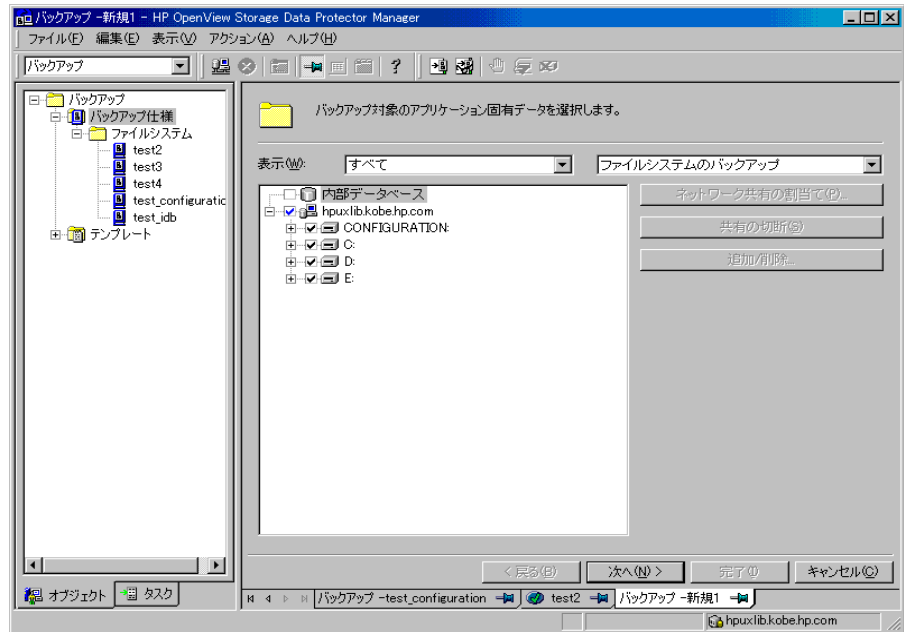 バックアップ -新規1 - HP OpenView Storage Data Protector Manager
ファイル(F) 編集(E) 表示(V) アクション(A) ヘルプ(H)
バックアップ
バックアップ
バックアップ仕様
ファイルシステム
test2
test3
test4
test_configuratic
test_idb
テンプレート
バックアップ対象のアプリケーション固有データを選択します。
表示(W): すべて ファイルシステムのバックアップ
内部データベース
hpuxlib.kobe.hp.com
CONFIGURATION:
C:
D:
E:
ネットワーク共有の割当て(P)...
共有の切断(S)
追加/削除...
< 戻る(B) 次へ(N) > 完了(I) キャンセル(C)
オブジェクト タスク
バックアップ -test_configuration test2 バックアップ -新規1
hpuxlib.kobe.hp.com